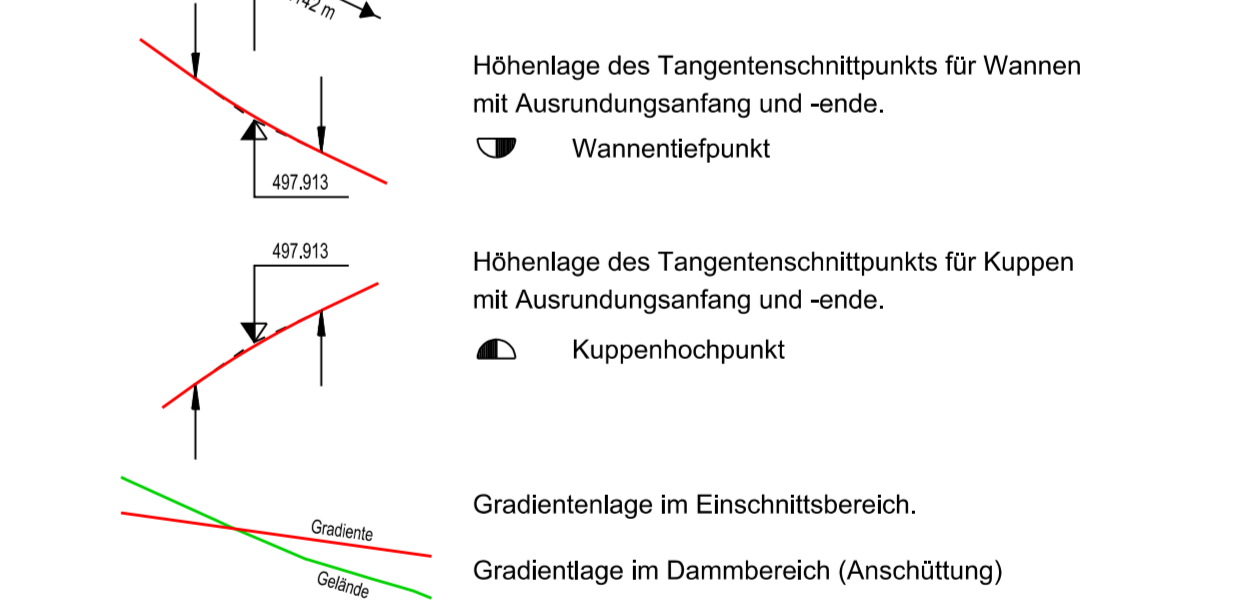 42 m
Höhenlage des Tangentenschnittpunkts für Wannen
mit Ausrundungsanfang und -ende.
Wannentiefpunkt
497.913
497.913
Höhenlage des Tangentenschnittpunkts für Kuppen
mit Ausrundungsanfang und -ende.
Kuppenhochpunkt
Gradientenlage im Einschnittsbereich.
Gradiente
Gelände
Gradientlage im Dammbereich (Anschüttung)